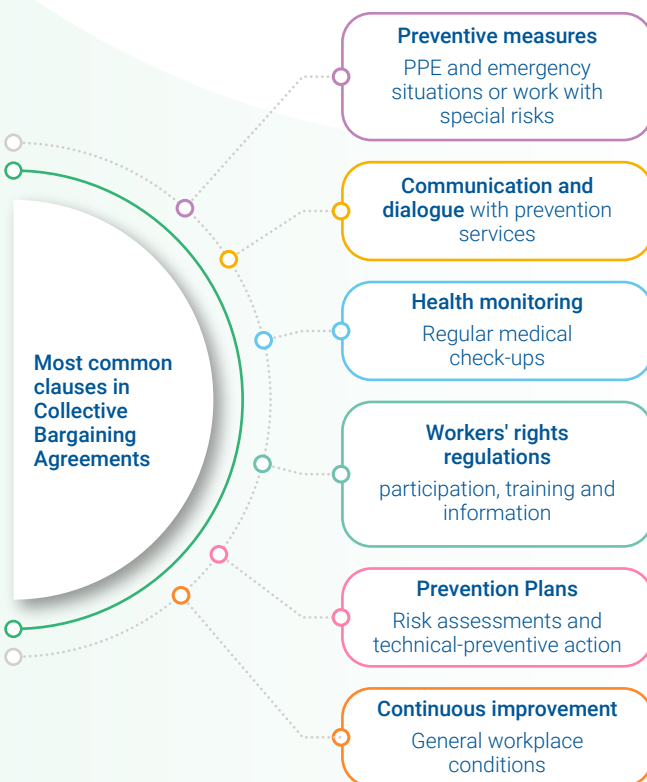 Most common
clauses in
Collective
Bargaining
Agreements
Preventive measures
PPE and emergency
situations or work with
special risks
Communication and
dialogue with prevention
services
Health monitoring
Regular medical
check-ups
Workers' rights
regulations
participation, training and
information
Prevention Plans
Risk assessments and
technical-preventive action
Continuous improvement
General workplace
conditions